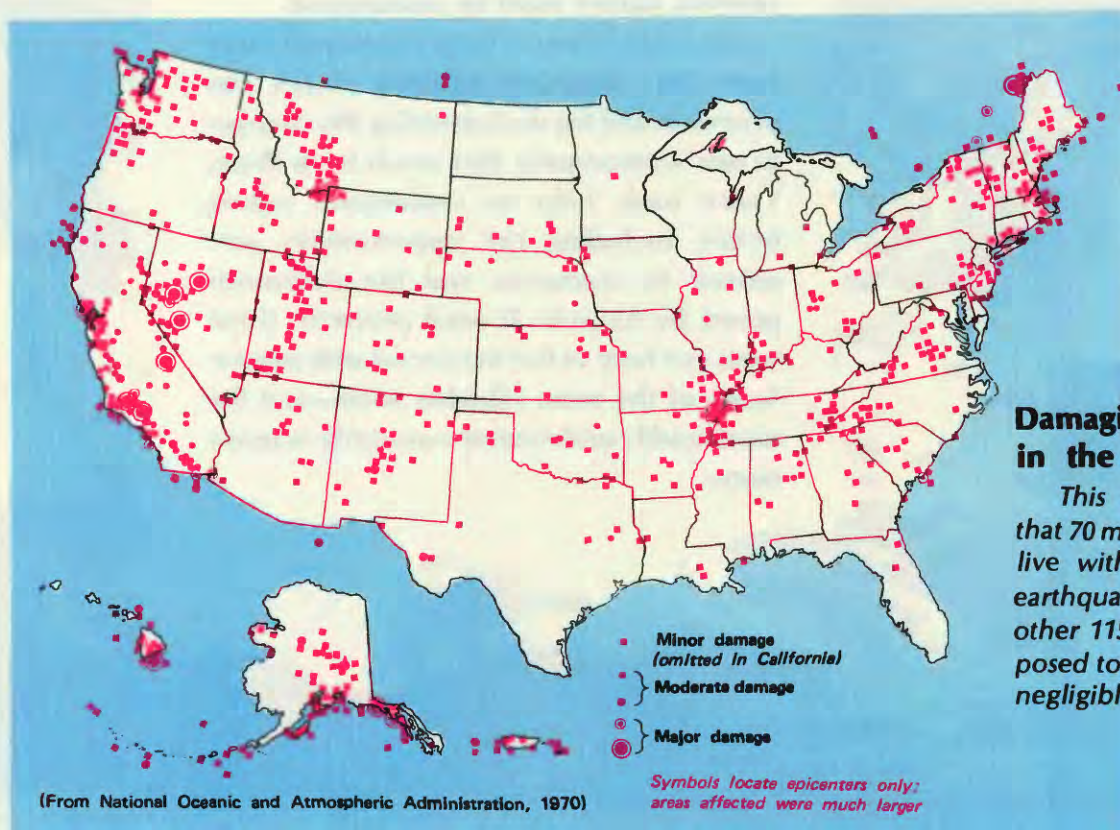 Damag
in the
This
that 70 m
live with
earthqua
other 11
posed to
negligibl
Minor damage
(omitted in California)
Moderate damage
Major damage
Symbols locate epicenters only:
areas affected were much larger
(From National Oceanic and Atmospheric Administration, 1970)